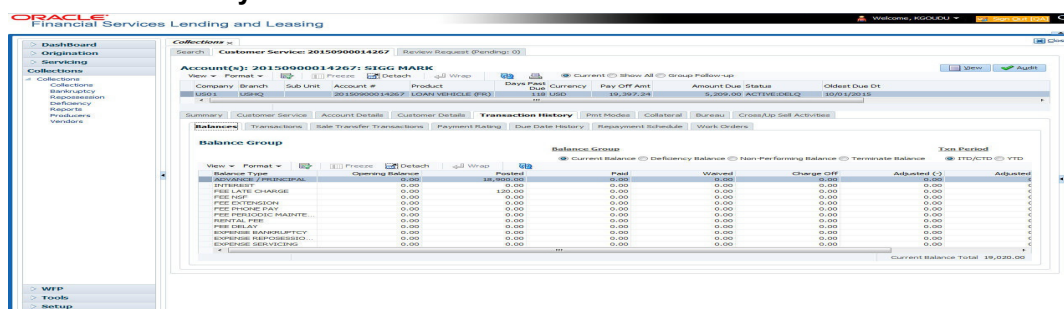 ORACLE
Financial Services Lending and Leasing
Welcome, KGOUDU
Sign Out [QA]
DashBoard
Origination
Servicing
Collections
Collections
Collections
Bankruptcy
Repossession
Deficiency
Reports
Producers
Vendors
WFP
Tools
Setup
Collections
Search Customer Service: 20150900014267 Review Request (Pending: 0)
Account(s): 20150900014267: SIGG MARK
View Audit
View Format Freeze Detach Wrap Current Show All Group Follow-up
Company Branch Sub Unit Account # Product Days Past Due Currency Pay Off Amt Amount Due Status Oldest Due Dt
US01 USHQ 20150900014267 LOAN VEHICLE (FR) 118 USD 19,397.24 5,209.00 ACTIVE:DELQ 10/01/2015
Summary Customer Service Account Details Customer Details Transaction History Pmt Modes Collateral Bureau Cross/Up Sell Activities
Balances Transactions Sale Transfer Transactions Payment Rating Due Date History Repayment Schedule Work Orders
Balance Group
Balance Group Txn Period
Current Balance Deficiency Balance Non-Performing Balance Terminate Balance ITD/CTD YTD
View Format Freeze Detach Wrap
Balance Type Opening Balance Posted Paid Waived Charge Off Adjusted (-) Adjusted
ADVANCE / PRINCIPAL 0.00 18,900.00 0.00 0.00 0.00 0.00
INTEREST 0.00 0.00 0.00 0.00 0.00 0.00
FEE LATE CHARGE 0.00 120.00 0.00 0.00 0.00 0.00
FEE NSF 0.00 0.00 0.00 0.00 0.00 0.00
FEE EXTENSION 0.00 0.00 0.00 0.00 0.00 0.00
FEE PHONE PAY 0.00 0.00 0.00 0.00 0.00 0.00
FEE PERIODIC MAINTE... 0.00 0.00 0.00 0.00 0.00 0.00
RENTAL FEE 0.00 0.00 0.00 0.00 0.00 0.00
FEE DELAY 0.00 0.00 0.00 0.00 0.00 0.00
EXPENSE BANKRUPTCY 0.00 0.00 0.00 0.00 0.00 0.00
EXPENSE REPOSESSIO... 0.00 0.00 0.00 0.00 0.00 0.00
EXPENSE SERVICING 0.00 0.00 0.00 0.00 0.00 0.00
Current Balance Total 19,020.00